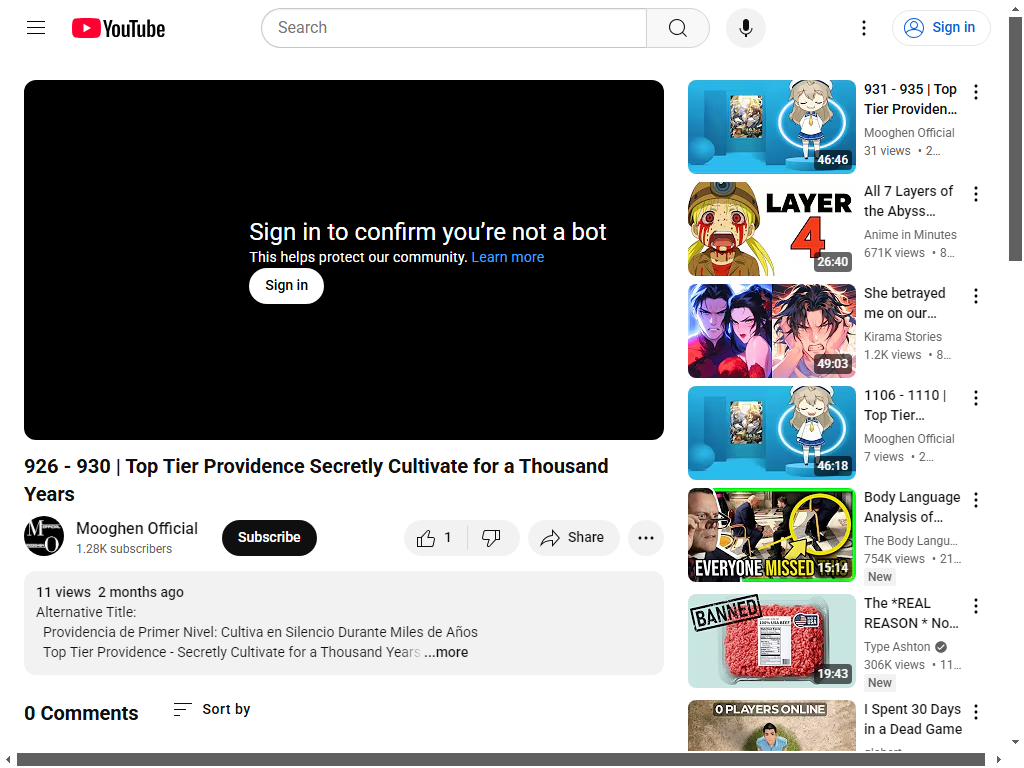 YouTube
Search
Sign in
Sign in to confirm you're not a bot
This helps protect our community. Learn more
Sign in
926 - 930 | Top Tier Providence Secretly Cultivate for a Thousand
Years
Mooghen Official
1.28K subscribers
Subscribe
1
Share
11 views 2 months ago
Alternative Title:
Providencia de Primer Nivel: Cultiva en Silencio Durante Miles de Años
Top Tier Providence - Secretly Cultivate for a Thousand Years ...more
0 Comments
Sort by
46:46
931 - 935 | Top
Tier Providen...
Mooghen Official
31 views • 2...
LAYER
4
26:40
All 7 Layers of
the Abyss...
Anime in Minutes
671K views • 8...
49:03
She betrayed
me on our...
Kirama Stories
1.2K views • 8...
46:18
1106 - 1110 |
Top Tier...
Mooghen Official
7 views • 2...
EVERYONE MISSED
15:14
Body Language
Analysis of...
The Body Langu...
754K views • 21...
New
BANNED
19:43
The *REAL
REASON * No...
Type Ashton
306K views • 11...
New
0 PLAYERS ONLINE
I Spent 30 Days
in a Dead Game